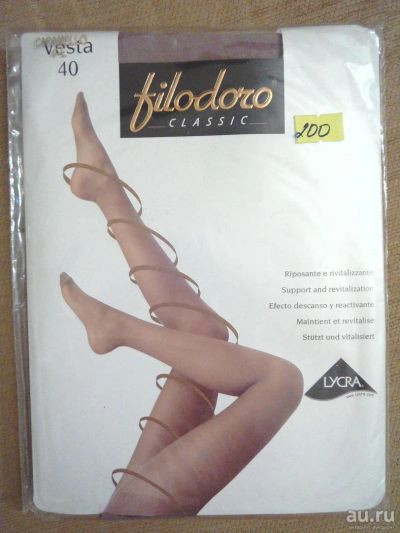 CARAMELLO
Vesta
40
filodoro
CLASSIC
200
Riposante e rivitalizzante
Support and revitalization
Efecto descanso y reactivante
Maintient et revitalise
Stützt und vitalisiert
LYCRA
au.ru